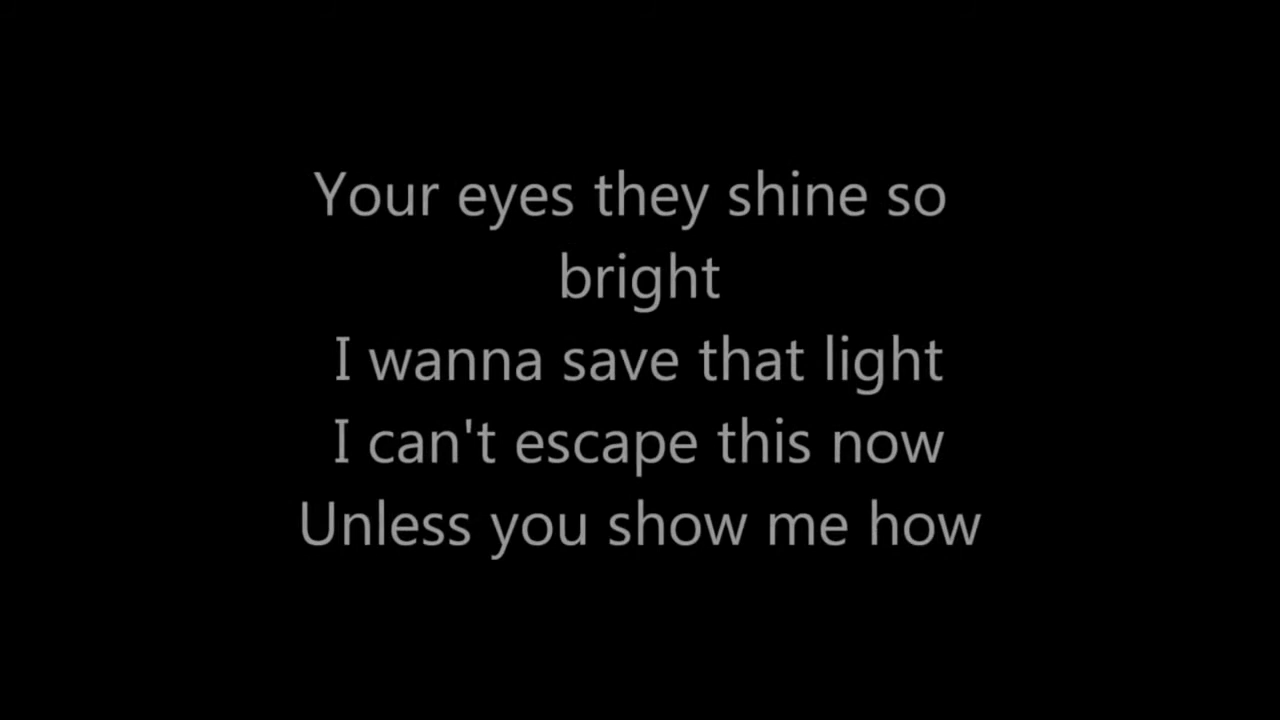 Your eyes they shine so
bright
I wanna save that light
I can't escape this now
Unless you show me how